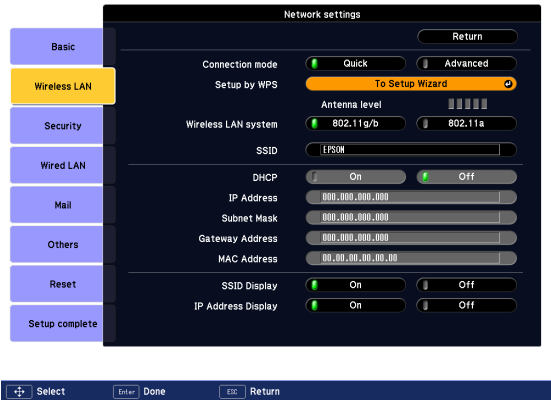 Network settings
Return
Basic
Wireless LAN
Security
Wired LAN
Mail
Others
Reset
Setup complete
Connection mode Quick Advanced
Setup by WPS To Setup Wizard
Antenna level
Wireless LAN system 802.11g/b 802.11a
SSID EPSON
DHCP On Off
IP Address 000.000.000.000
Subnet Mask 000.000.000.000
Gateway Address 000.000.000.000
MAC Address 00.00.00.00.00.00
SSID Display On Off
IP Address Display On Off
Select Enter Done ESC Return